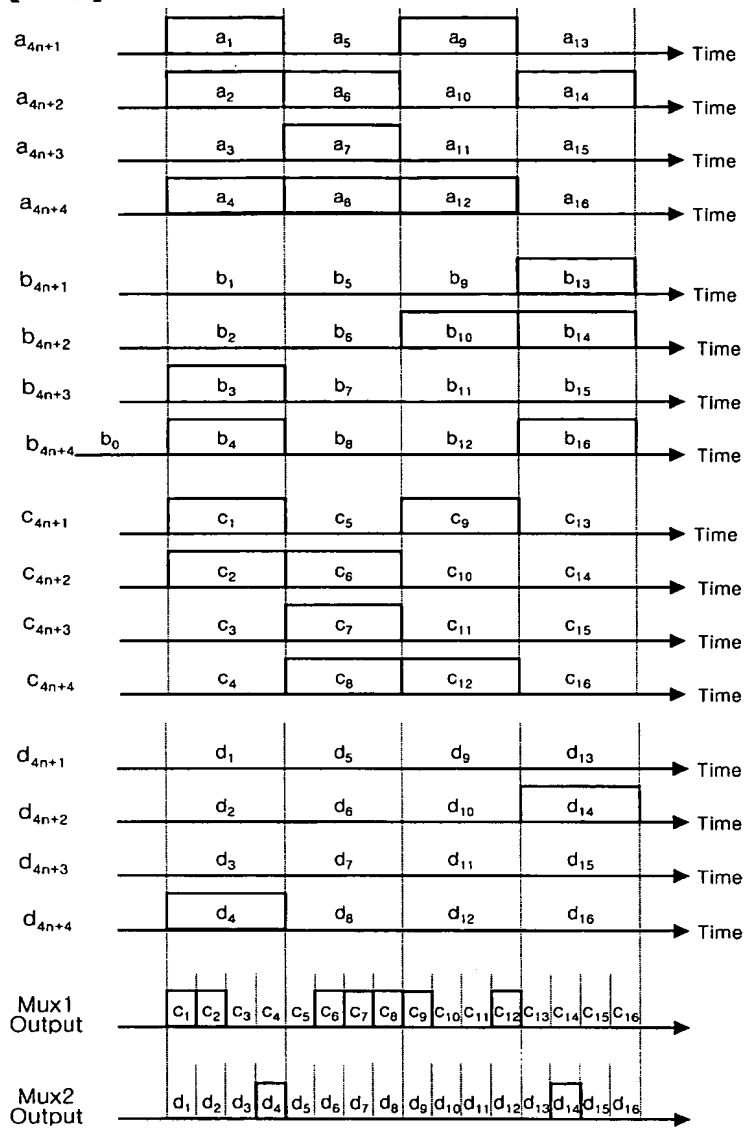 a4n+1 a1 a5 a9 a13 Time
a4n+2 a2 a6 a10 a14 Time
a4n+3 a3 a7 a11 a15 Time
a4n+4 a4 a8 a12 a16 Time
b4n+1 b1 b5 b9 b13 Time
b4n+2 b2 b6 b10 b14 Time
b4n+3 b3 b7 b11 b15 Time
b4n+4 b0 b4 b8 b12 b16 Time
c4n+1 c1 c5 c9 c13 Time
c4n+2 c2 c6 c10 c14 Time
c4n+3 c3 c7 c11 c15 Time
c4n+4 c4 c8 c12 c16 Time
d4n+1 d1 d5 d9 d13 Time
d4n+2 d2 d6 d10 d14 Time
d4n+3 d3 d7 d11 d15 Time
d4n+4 d4 d8 d12 d16 Time
Mux1 Output c1 c2 c3 c4 c5 c6 c7 c8 c9 c10 c11 c12 c13 c14 c15 c16
Mux2 Output d1 d2 d3 d4 d5 d6 d7 d8 d9 d10 d11 d12 d13 d14 d15 d16